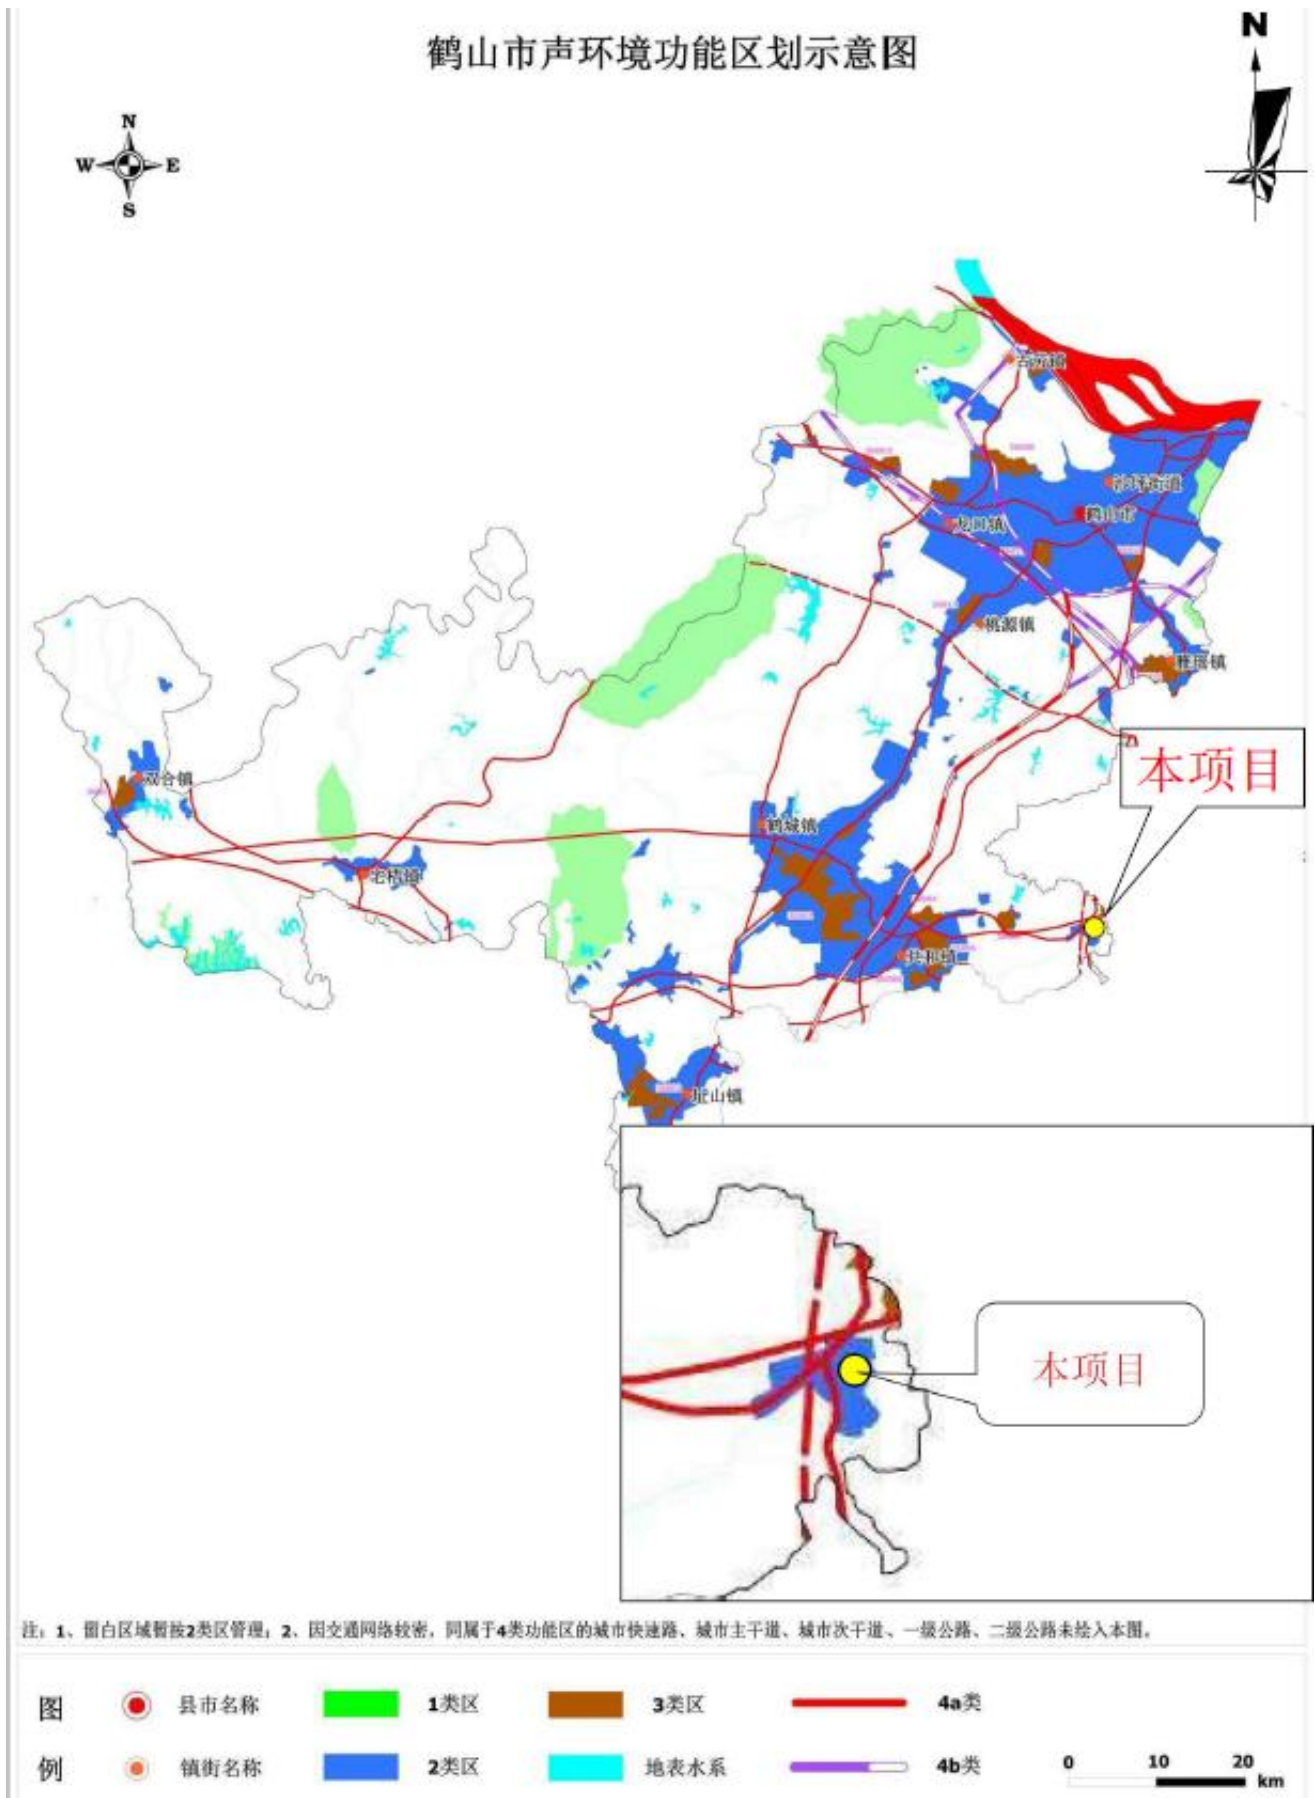 鹤山市声环境功能区划示意图
N
N
W
E
S
古劳镇
沙坪街道
鹤山市
龙口镇
桃源镇
雅瑶镇
本项目
双合镇
鹤城镇
宅梧镇
共和镇
址山镇
本项目
注：1、留白区域暂按2类区管理；2、因交通网络较密，同属于4类功能区的城市快速路、城市主干道、城市次干道、一级公路、二级公路未绘入本图。
图
县市名称
1类区
3类区
4a类
例
镇街名称
2类区
地表水系
4b类
0
10
20
km